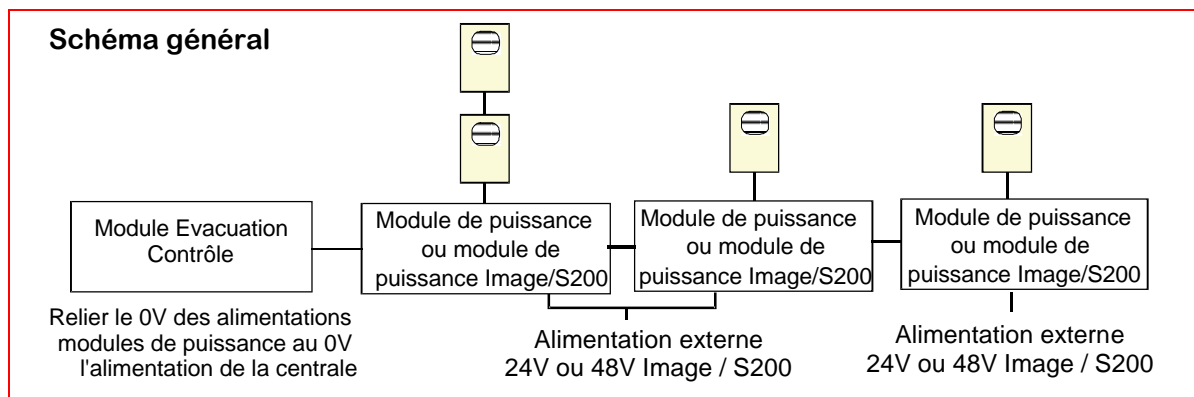 Schéma général
Module Evacuation
Contrôle
Module de puissance
ou module de
puissance Image/S200
Module de puissance
ou module de
puissance Image/S200
Module de puissance
ou module de
puissance Image/S200
Relier le 0V des alimentations
modules de puissance au 0V
l'alimentation de la centrale
Alimentation externe
24V ou 48V Image / S200
Alimentation externe
24V ou 48V Image / S200